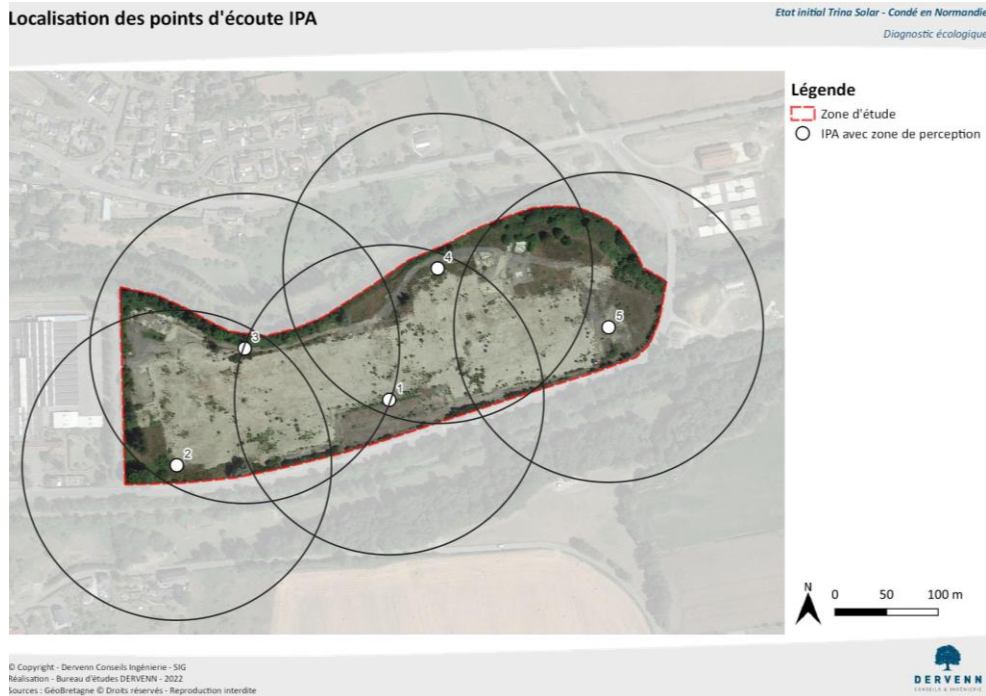 Localisation des points d'écoute IPA
Etat initial Trina Solar - Condé en Normandie
Diagnostic écologique
Légende
Zone d'étude
IPA avec zone de perception
4
5
3
1
2
N
0 50 100 m
© Copyright - Dervenn Conseils Ingénierie - SIG
Réalisation - Bureau d'études DERVENN - 2022
Sources : GéoBretagne © Droits réservés - Reproduction interdite
DERVENN
CONSEILS & INGÉNIERIE